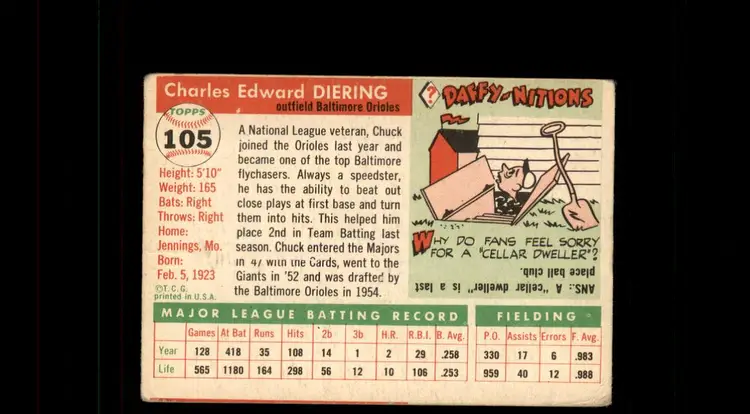 Charles Edward DIERING
outfield Baltimore Orioles
TOPPS
105
Height: 5'10"
Weight: 165
Bats: Right
Throws: Right
Home:
Jennings, Mo.
Born:
Feb. 5, 1923
©T.C.G.
printed in U.S.A.
A National League veteran, Chuck
joined the Orioles last year and
became one of the top Baltimore
flychasers. Always a speedster,
he has the ability to beat out
close plays at first base and turn
them into hits. This helped him
place 2nd in Team Batting last
season. Chuck entered the Majors
in '47 with the Cards, went to the
Giants in '52 and was drafted by
the Baltimore Orioles in 1954.
?
DAFFY-NITIONS
WHY DO FANS FEEL SORRY
FOR A "CELLAR DWELLER"?
ANS.: A "cellar dweller" is a last
place ball club.
MAJOR LEAGUE BATTING RECORD
Games At Bat Runs Hits 2b 3b H.R. R.B.I. B. Avg.
Year 128 418 35 108 14 1 2 29 .258
Life 565 1180 164 298 56 12 10 106 .253
FIELDING
P.O. Assists Errors F. Avg.
330 17 6 .983
959 40 12 .988